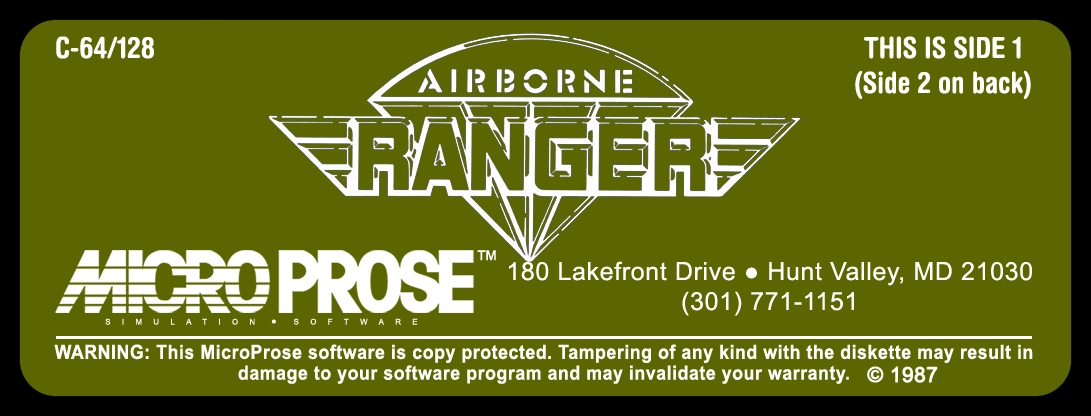 C-64/128
THIS IS SIDE 1
(Side 2 on back)
AIRBORNE
RANGER
MICROPROSE™
SIMULATION • SOFTWARE
180 Lakefront Drive ● Hunt Valley, MD 21030
(301) 771-1151
WARNING: This MicroProse software is copy protected. Tampering of any kind with the diskette may result in
damage to your software program and may invalidate your warranty. © 1987